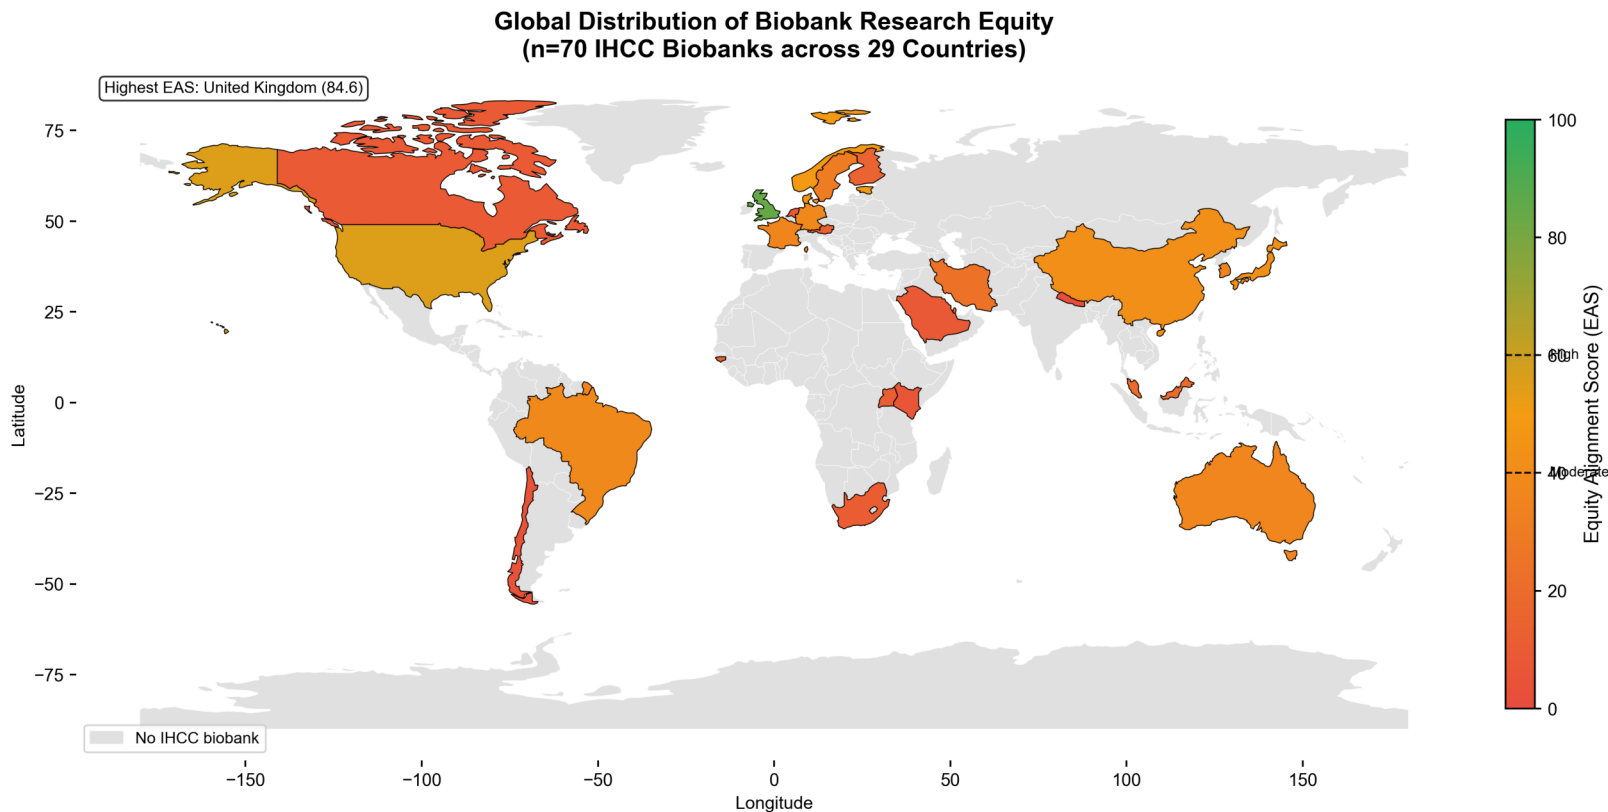 Global Distribution of Biobank Research Equity
(n=70 IHCC Biobanks across 29 Countries)
Highest EAS: United Kingdom (84.6)
75
50
25
0
−25
−50
−75
Latitude
No IHCC biobank
−150
−100
−50
0
50
100
150
Longitude
100
80
60
High
40
Moderate
20
0
Equity Alignment Score (EAS)